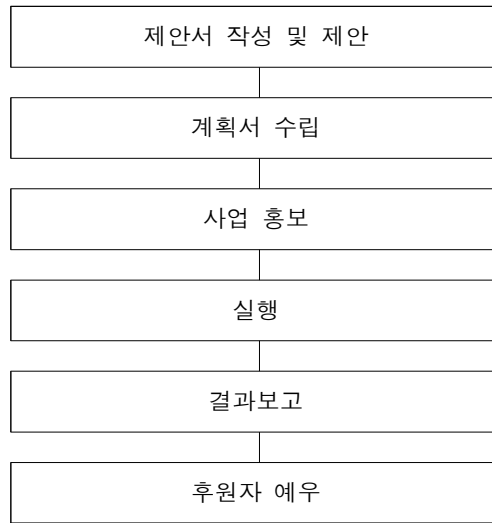 제안서 작성 및 제안
계획서 수립
사업 홍보
실행
결과보고
후원자 예우